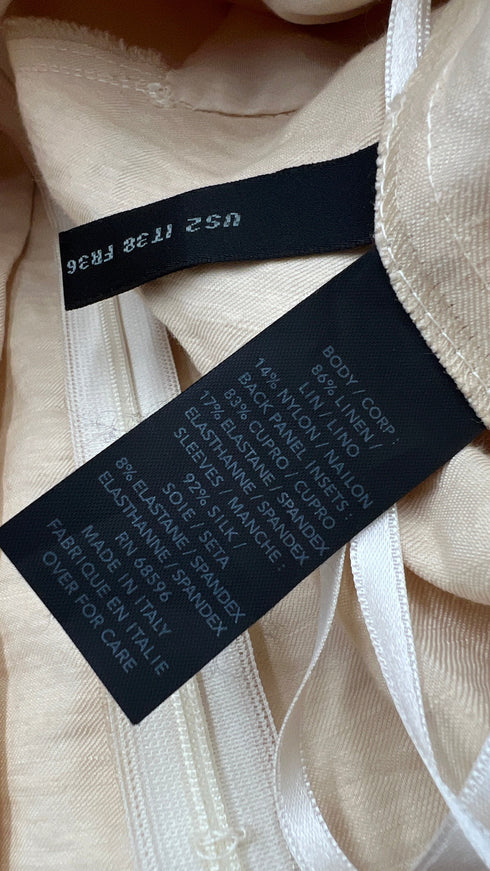 US2 IT38 FR36
BODY / CORP :
86% LINEN /
LIN / LINO
14% NYLON / NAILON
BACK PANEL INSETS :
83% CUPRO / CUPRO
17% ELASTANE / SPANDEX
ELASTHANNE / SPANDEX
SLEEVES / MANCHE :
92% SILK /
SOIE / SETA
8% ELASTANE / SPANDEX
ELASTHANNE / SPANDEX
RN 68596
MADE IN ITALY
FABRIQUE EN ITALIE
OVER FOR CARE